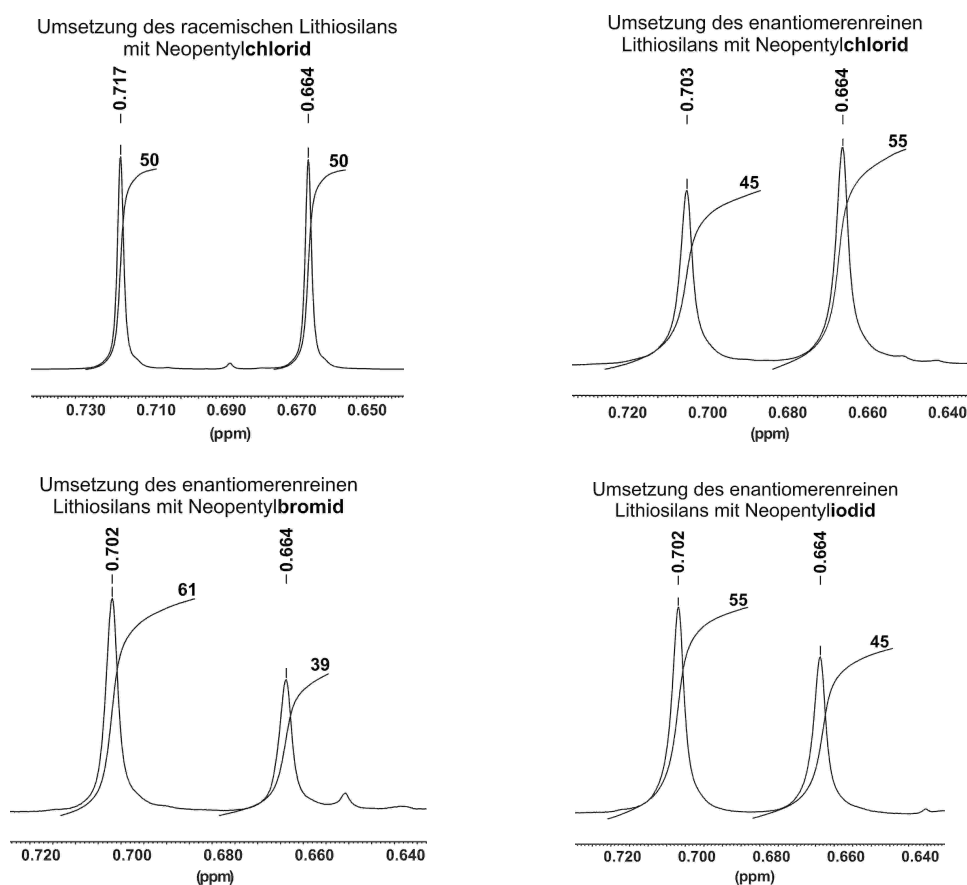 Umsetzung des racemischen Lithiosilans
mit Neopentylchlorid
0.717
0.664
50
50
0.730 0.710 0.690 0.670 0.650
(ppm)
Umsetzung des enantiomerenreinen
Lithiosilans mit Neopentylchlorid
0.703
0.664
45
55
0.720 0.700 0.680 0.660 0.640
(ppm)
Umsetzung des enantiomerenreinen
Lithiosilans mit Neopentylbromid
0.702
0.664
61
39
0.720 0.700 0.680 0.660 0.640
(ppm)
Umsetzung des enantiomerenreinen
Lithiosilans mit Neopentyliodid
0.702
0.664
55
45
0.720 0.700 0.680 0.660 0.640
(ppm)